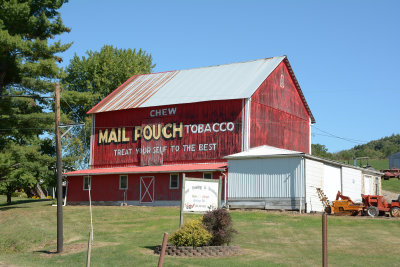 CHEW
MAIL POUCH TOBACCO
TREAT YOURSELF TO THE BEST